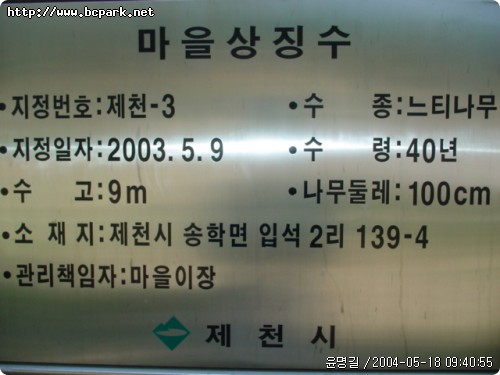 http://www.bcpark.net
마을상징수
•지정번호:제천-3 •수 종:느티나무
•지정일자:2003.5.9 •수 령:40년
•수 고:9m •나무둘레:100cm
•소 재 지:제천시 송학면 입석 2리 139-4
•관리책임자:마을이장
제 천 시
윤명길 /2004-05-18 09:40:55